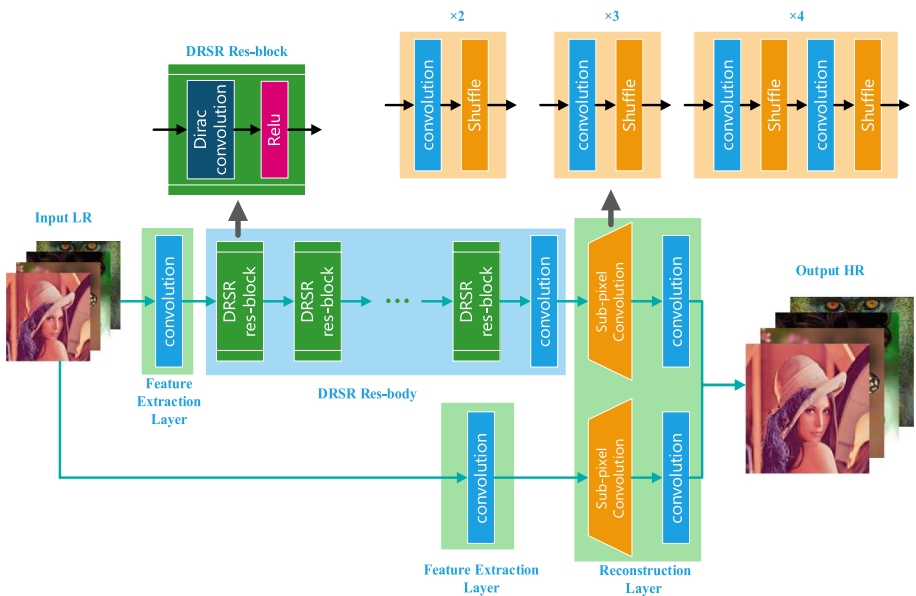 ×2
×3
×4
DRSR Res-block
Dirac
convolution
Relu
convolution
Shuffle
convolution
Shuffle
convolution
Shuffle
convolution
Shuffle
Input LR
convolution
DRSR
res-block
DRSR
res-block
...
DRSR
res-block
convolution
Sub-pixel
Convolution
convolution
Output HR
Feature
Extraction
Layer
DRSR Res-body
convolution
Sub-pixel
Convolution
convolution
Feature Extraction
Layer
Reconstruction
Layer